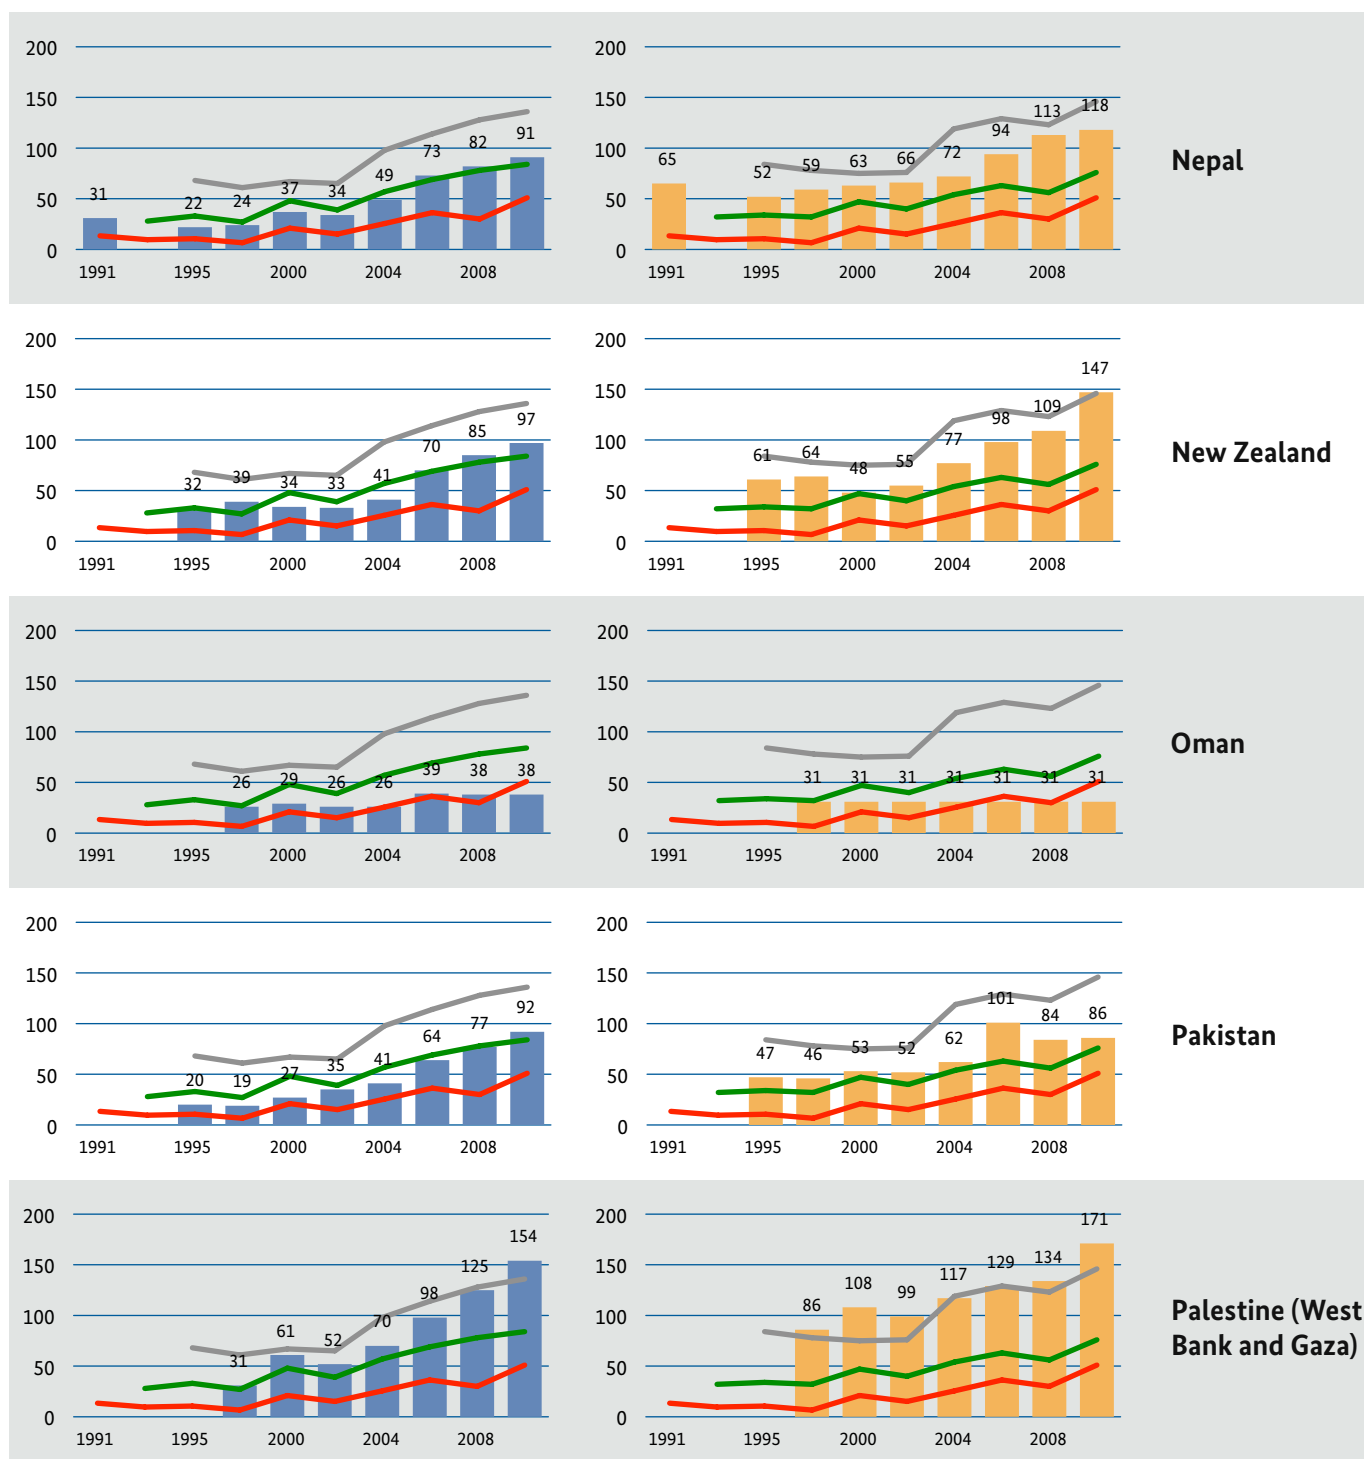 200 200
150 150
118
113
91 94
100 82 100
73 72 Nepal
65 63 66
59
49 52
50 31 37 34 50
22 24
0 0
1991 1995 2000 2004 2008 1991 1995 2000 2004 2008
200 200
147
150 150
109
97 98
100 85 100
70 77 New Zealand
61 64
39 41 48 55
50 32 34 33 50
0 0
1991 1995 2000 2004 2008 1991 1995 2000 2004 2008
200 200
150 150
100 100 Oman
50 26 29 26 26 39 38 38 50 31 31 31 31 31 31 31
0 0
1991 1995 2000 2004 2008 1991 1995 2000 2004 2008
200 200
150 150
101
100 92 100 84 86
77 Pakistan
64 62
41 47 46 53 52
50 20 19 27 35 50
0 0
1991 1995 2000 2004 2008 1991 1995 2000 2004 2008
200 200 171
154
150 150
125 117 129 134
98 108
100 100 86 99 Palestine (West
70 Bank and Gaza)
61 52
50 31 50
0 0
1991 1995 2000 2004 2008 1991 1995 2000 2004 2008